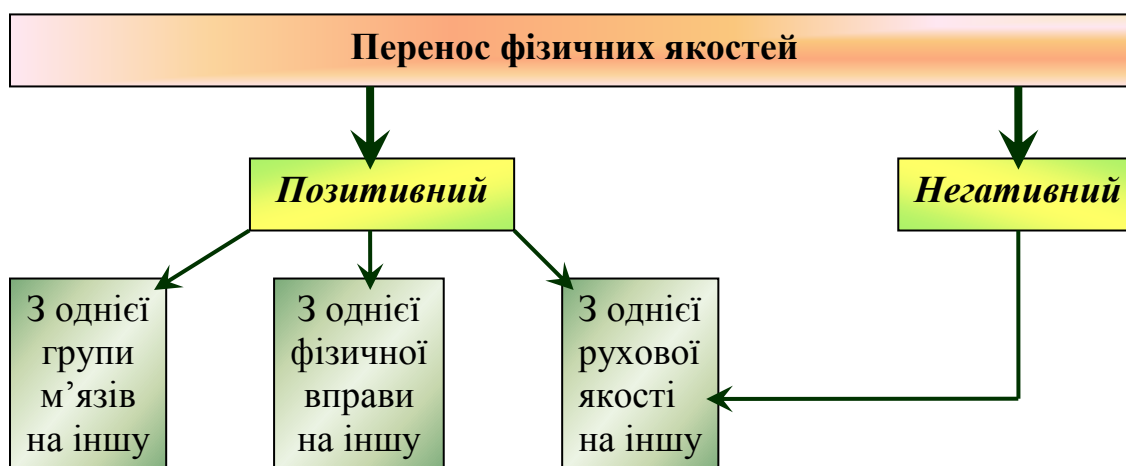 Перенос фізичних якостей
Позитивний
Негативний
З однієї
групи
м’язів
на іншу
З однієї
фізичної
вправи
на іншу
З однієї
рухової
якості
на іншу